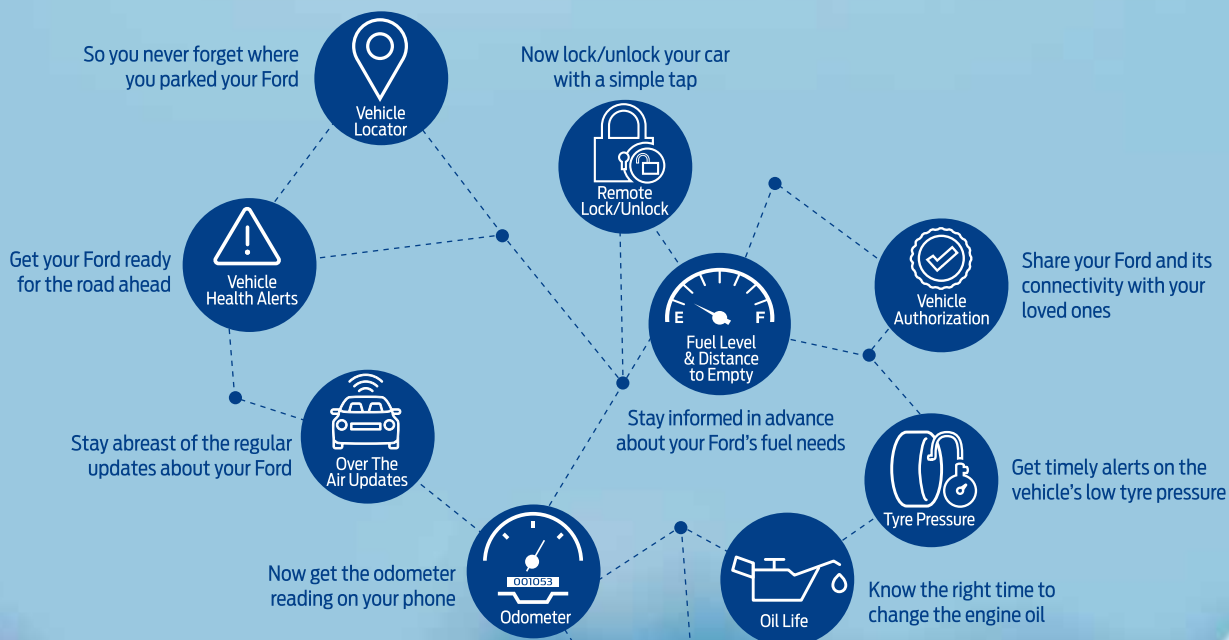 So you never forget where
you parked your Ford
Vehicle
Locator
Now lock/unlock your car
with a simple tap
Remote
Lock/Unlock
Get your Ford ready
for the road ahead
Vehicle
Health Alerts
E F
Fuel Level
& Distance
to Empty
Stay informed in advance
about your Ford's fuel needs
Vehicle
Authorization
Share your Ford and its
connectivity with your
loved ones
Stay abreast of the regular
updates about your Ford
Over The
Air Updates
Tyre Pressure
Get timely alerts on the
vehicle's low tyre pressure
Now get the odometer
reading on your phone
001053
Odometer
Oil Life
Know the right time to
change the engine oil